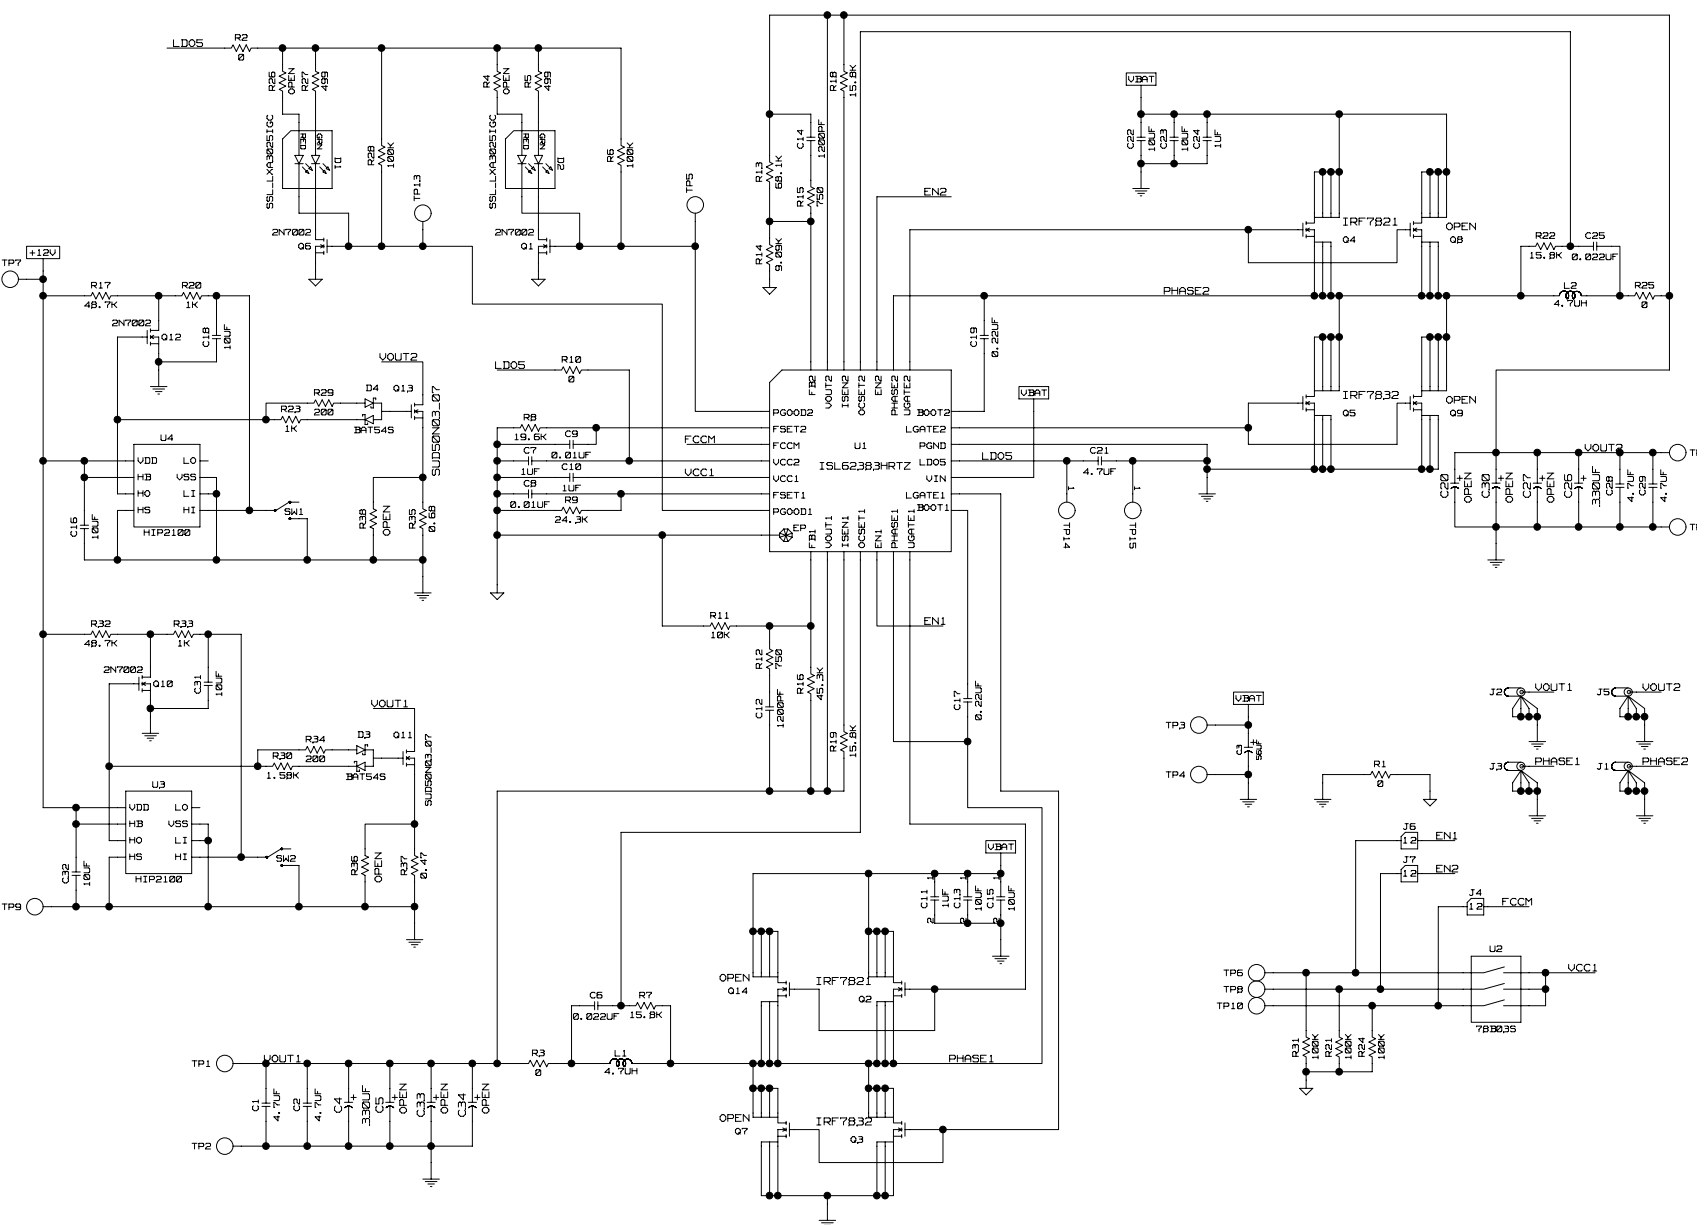 LDO5
R2
0
R26
OPEN
R27
499
SSL_LXA3025IGC
RED
GRN
D1
R28
100K
TP13
2N7002
Q6
R4
OPEN
R5
499
SSL_LXA3025IGC
RED
GRN
D2
R6
100K
TP5
2N7002
Q1
R18
15.8K
C14
1200PF
R13
68.1K
R15
750
R14
9.09K
EN2
VBAT
C22
10UF
C23
10UF
C24
1UF
IRF7821
Q4
OPEN
Q8
R22
15.8K
C25
0.022UF
PHASE2
L2
4.7UH
R25
0
C19
0.22UF
IRF7832
Q5
OPEN
Q9
+12V
TP7
R17
48.7K
R20
1K
2N7002
Q12
C18
10UF
VOUT2
R29
200
D4
Q13
R23
1K
BAT54S
SUD50N03_07
U4
VDD
LO
HB
VSS
HO
LI
HS
HI
HIP2100
C16
10UF
SW1
R38
OPEN
R35
0.68
LDO5
R10
0
R8
19.6K
C9
0.01UF
FCCM
C7
1UF
C10
1UF
VCC1
C8
0.01UF
R9
24.3K
EP
FB2
VOUT2
ISEN2
OCSET2
EN2
PHASE2
UGATE2
PGOOD2
FSET2
FCCM
VCC2
VCC1
FSET1
PGOOD1
U1
ISL62383HRTZ
BOOT2
LGATE2
PGND
LDO5
VIN
LGATE1
BOOT1
FB1
VOUT1
ISEN1
OCSET1
EN1
PHASE1
UGATE1
VBAT
LDO5
C21
4.7UF
1
TP14
1
TP15
VOUT2
C20
OPEN
C30
OPEN
C27
OPEN
C26
330UF
C28
4.7UF
C29
4.7UF
R32
48.7K
R33
1K
2N7002
Q10
C31
10UF
VOUT1
R34
200
D3
Q11
R30
1.58K
BAT54S
SUD50N03_07
U3
VDD
LO
HB
VSS
HO
LI
HS
HI
HIP2100
C32
10UF
SW2
R36
OPEN
R37
0.47
TP9
R11
10K
R12
750
C12
1200PF
R16
45.3K
R19
15.8K
EN1
C17
0.22UF
VBAT
TP3
C3
56UF
TP4
R1
0
J2
VOUT1
J5
VOUT2
J3
PHASE1
J1
PHASE2
J6
12
EN1
J7
12
EN2
J4
12
FCCM
U2
VCC1
TP6
TP8
TP10
78B03S
R31
100K
R21
100K
R24
100K
VBAT
C11
1UF
1
2
C13
10UF
1
2
C15
10UF
1
2
OPEN
Q14
IRF7821
Q2
C6
0.022UF
R7
15.8K
TP1
VOUT1
R3
0
L1
4.7UH
PHASE1
C1
4.7UF
C2
4.7UF
C4
330UF
C5
OPEN
C33
OPEN
C34
OPEN
TP2
OPEN
Q7
IRF7832
Q3